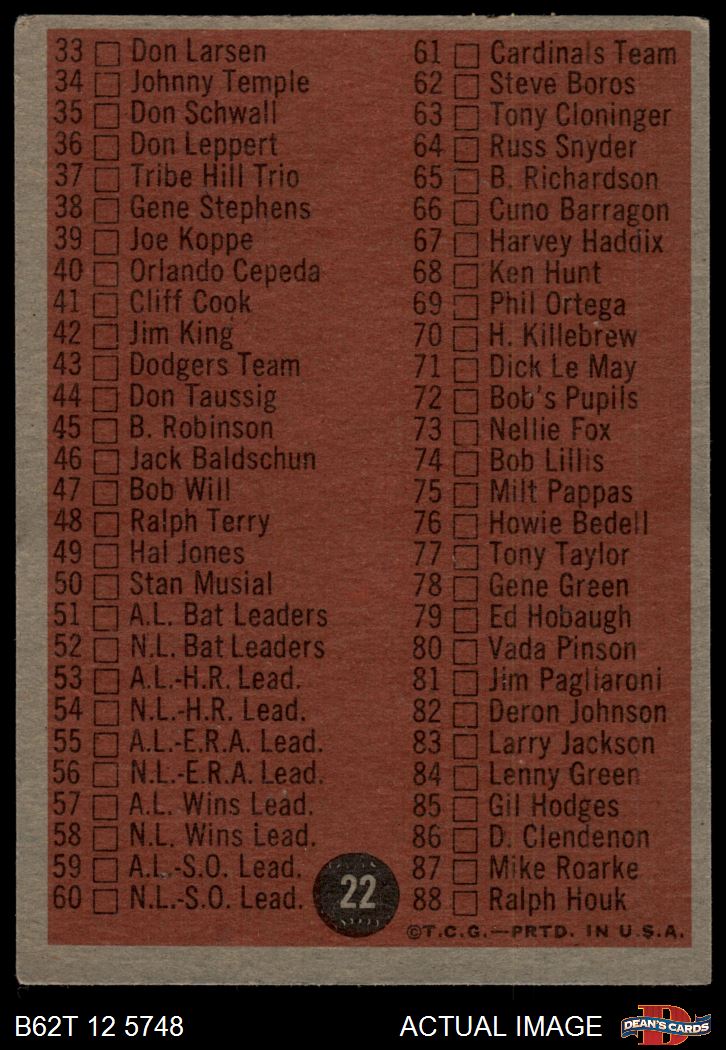 33 Don Larsen
34 Johnny Temple
35 Don Schwall
36 Don Leppert
37 Tribe Hill Trio
38 Gene Stephens
39 Joe Koppe
40 Orlando Cepeda
41 Cliff Cook
42 Jim King
43 Dodgers Team
44 Don Taussig
45 B. Robinson
46 Jack Baldschun
47 Bob Will
48 Ralph Terry
49 Hal Jones
50 Stan Musial
51 A.L. Bat Leaders
52 N.L. Bat Leaders
53 A.L.-H.R. Lead.
54 N.L.-H.R. Lead.
55 A.L.-E.R.A. Lead.
56 N.L.-E.R.A. Lead.
57 A.L. Wins Lead.
58 N.L. Wins Lead.
59 A.L.-S.O. Lead.
60 N.L.-S.O. Lead.
22
61 Cardinals Team
62 Steve Boros
63 Tony Cloninger
64 Russ Snyder
65 B. Richardson
66 Cuno Barragon
67 Harvey Haddix
68 Ken Hunt
69 Phil Ortega
70 H. Killebrew
71 Dick Le May
72 Bob's Pupils
73 Nellie Fox
74 Bob Lillis
75 Milt Pappas
76 Howie Bedell
77 Tony Taylor
78 Gene Green
79 Ed Hobaugh
80 Vada Pinson
81 Jim Pagliaroni
82 Deron Johnson
83 Larry Jackson
84 Lenny Green
85 Gil Hodges
86 D. Clendenon
87 Mike Roarke
88 Ralph Houk
©T.C.G.—PRTD. IN U.S.A.
B62T 12 5748
ACTUAL IMAGE
D
DEAN'S CARDS